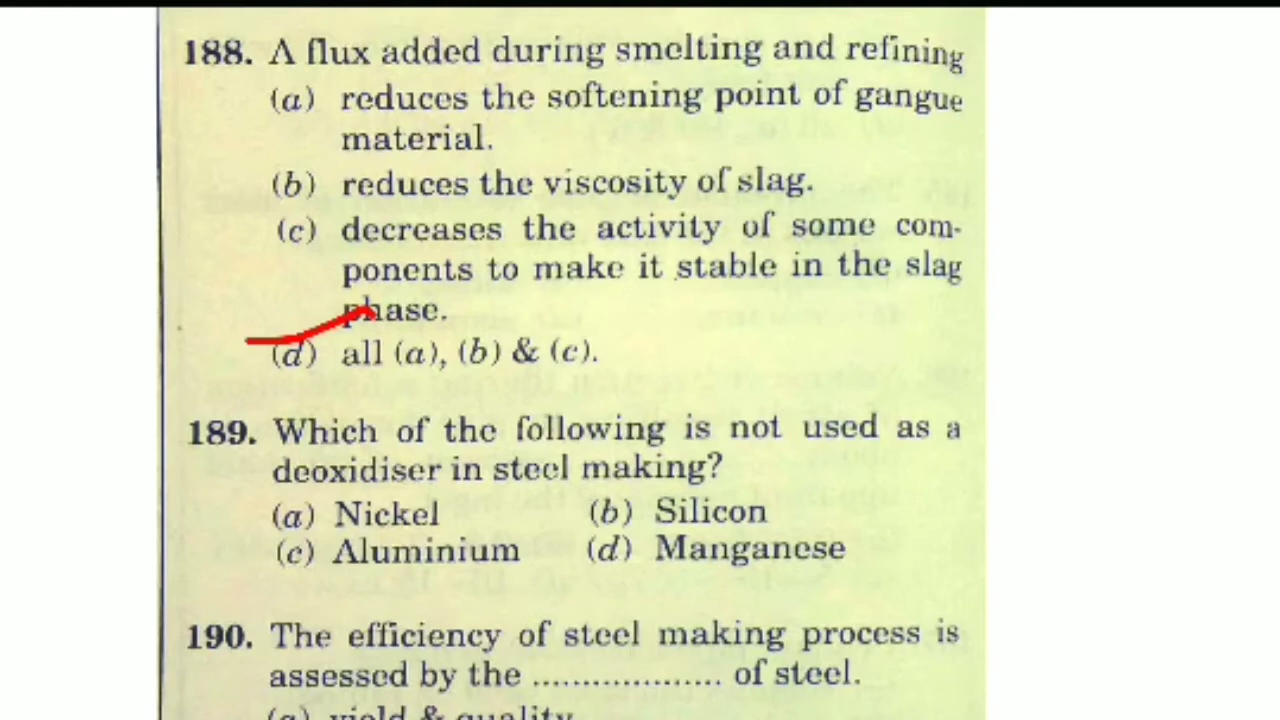 188. A flux added during smelting and refining
(a) reduces the softening point of gangue
material.
(b) reduces the viscosity of slag.
(c) decreases the activity of some com-
ponents to make it stable in the slag
phase.
(d) all (a), (b) & (c).
189. Which of the following is not used as a
deoxidiser in steel making?
(a) Nickel (b) Silicon
(c) Aluminium (d) Manganese
190. The efficiency of steel making process is
assessed by the .................. of steel.
(a) yield & quality